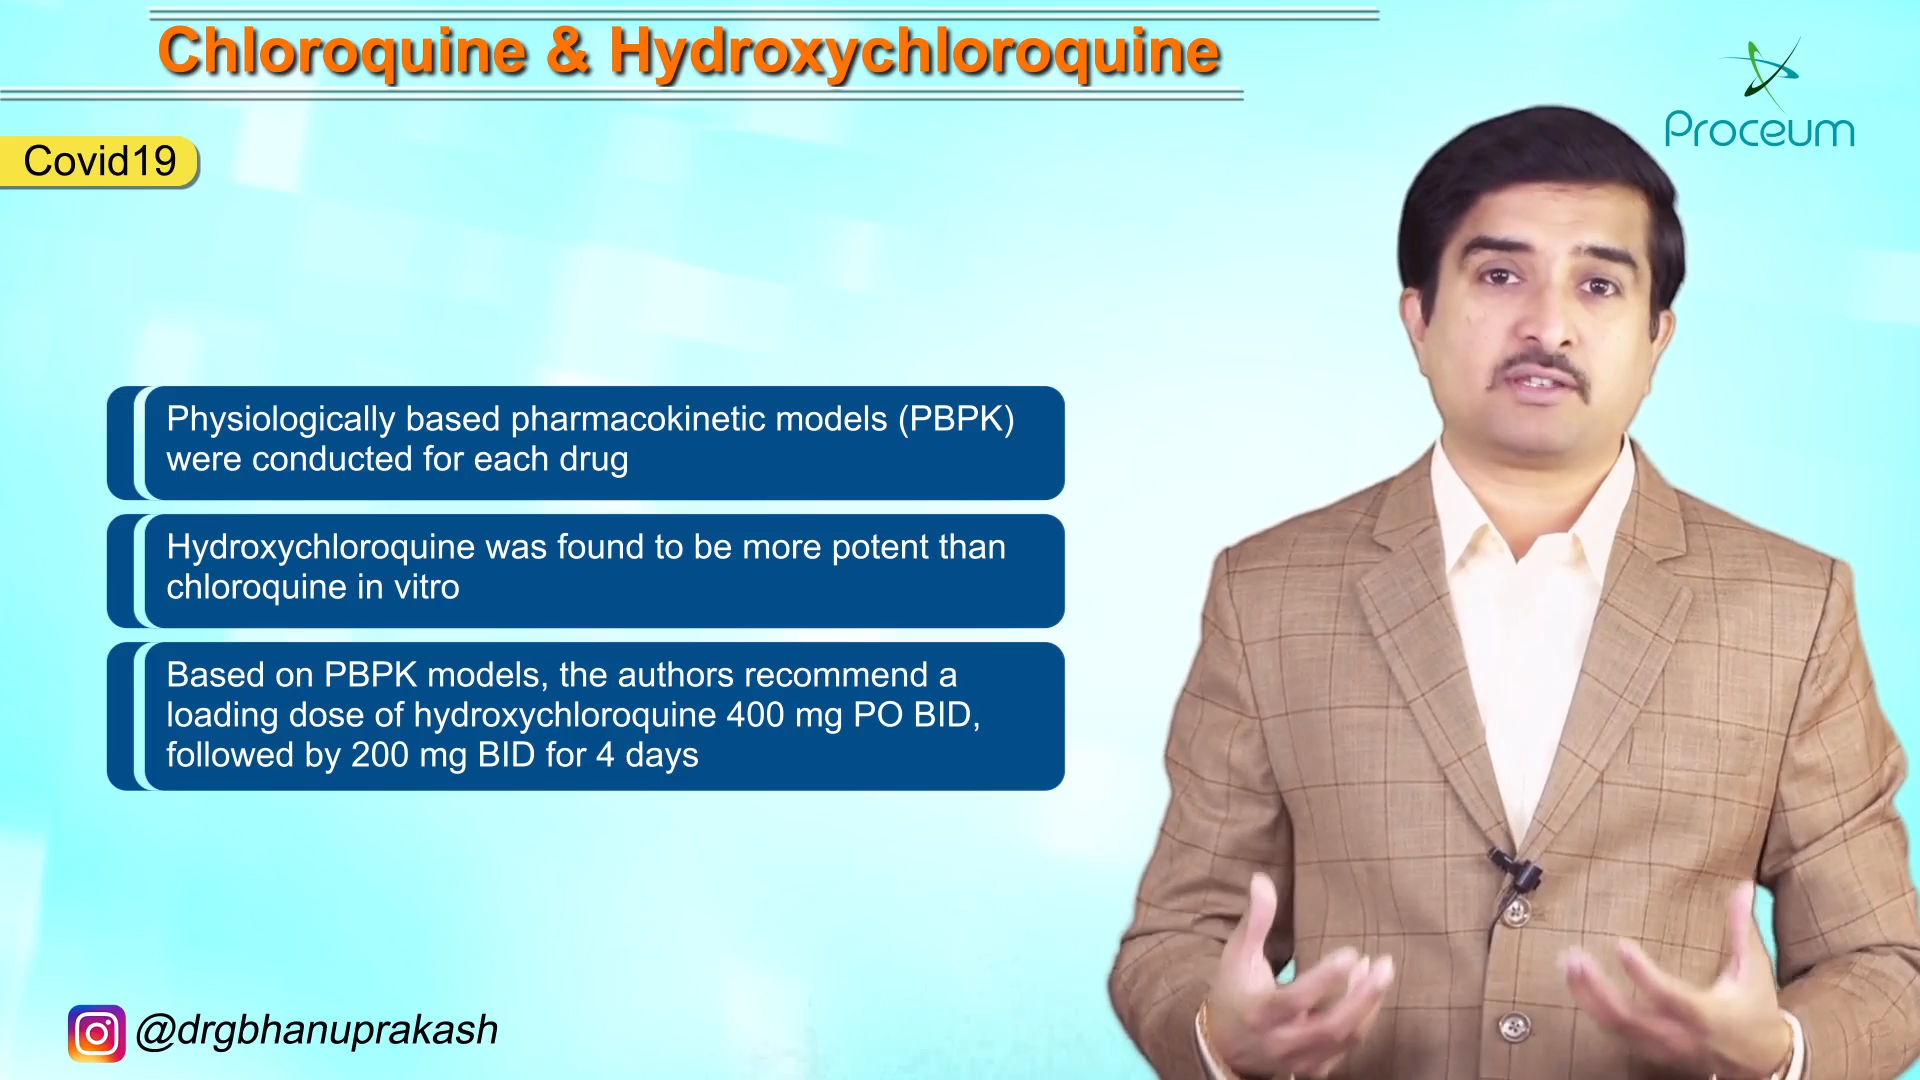 Chloroquine & Hydroxychloroquine
Proceum
Covid19
Physiologically based pharmacokinetic models (PBPK)
were conducted for each drug
Hydroxychloroquine was found to be more potent than
chloroquine in vitro
Based on PBPK models, the authors recommend a
loading dose of hydroxychloroquine 400 mg PO BID,
followed by 200 mg BID for 4 days
@drgbhanuprakash